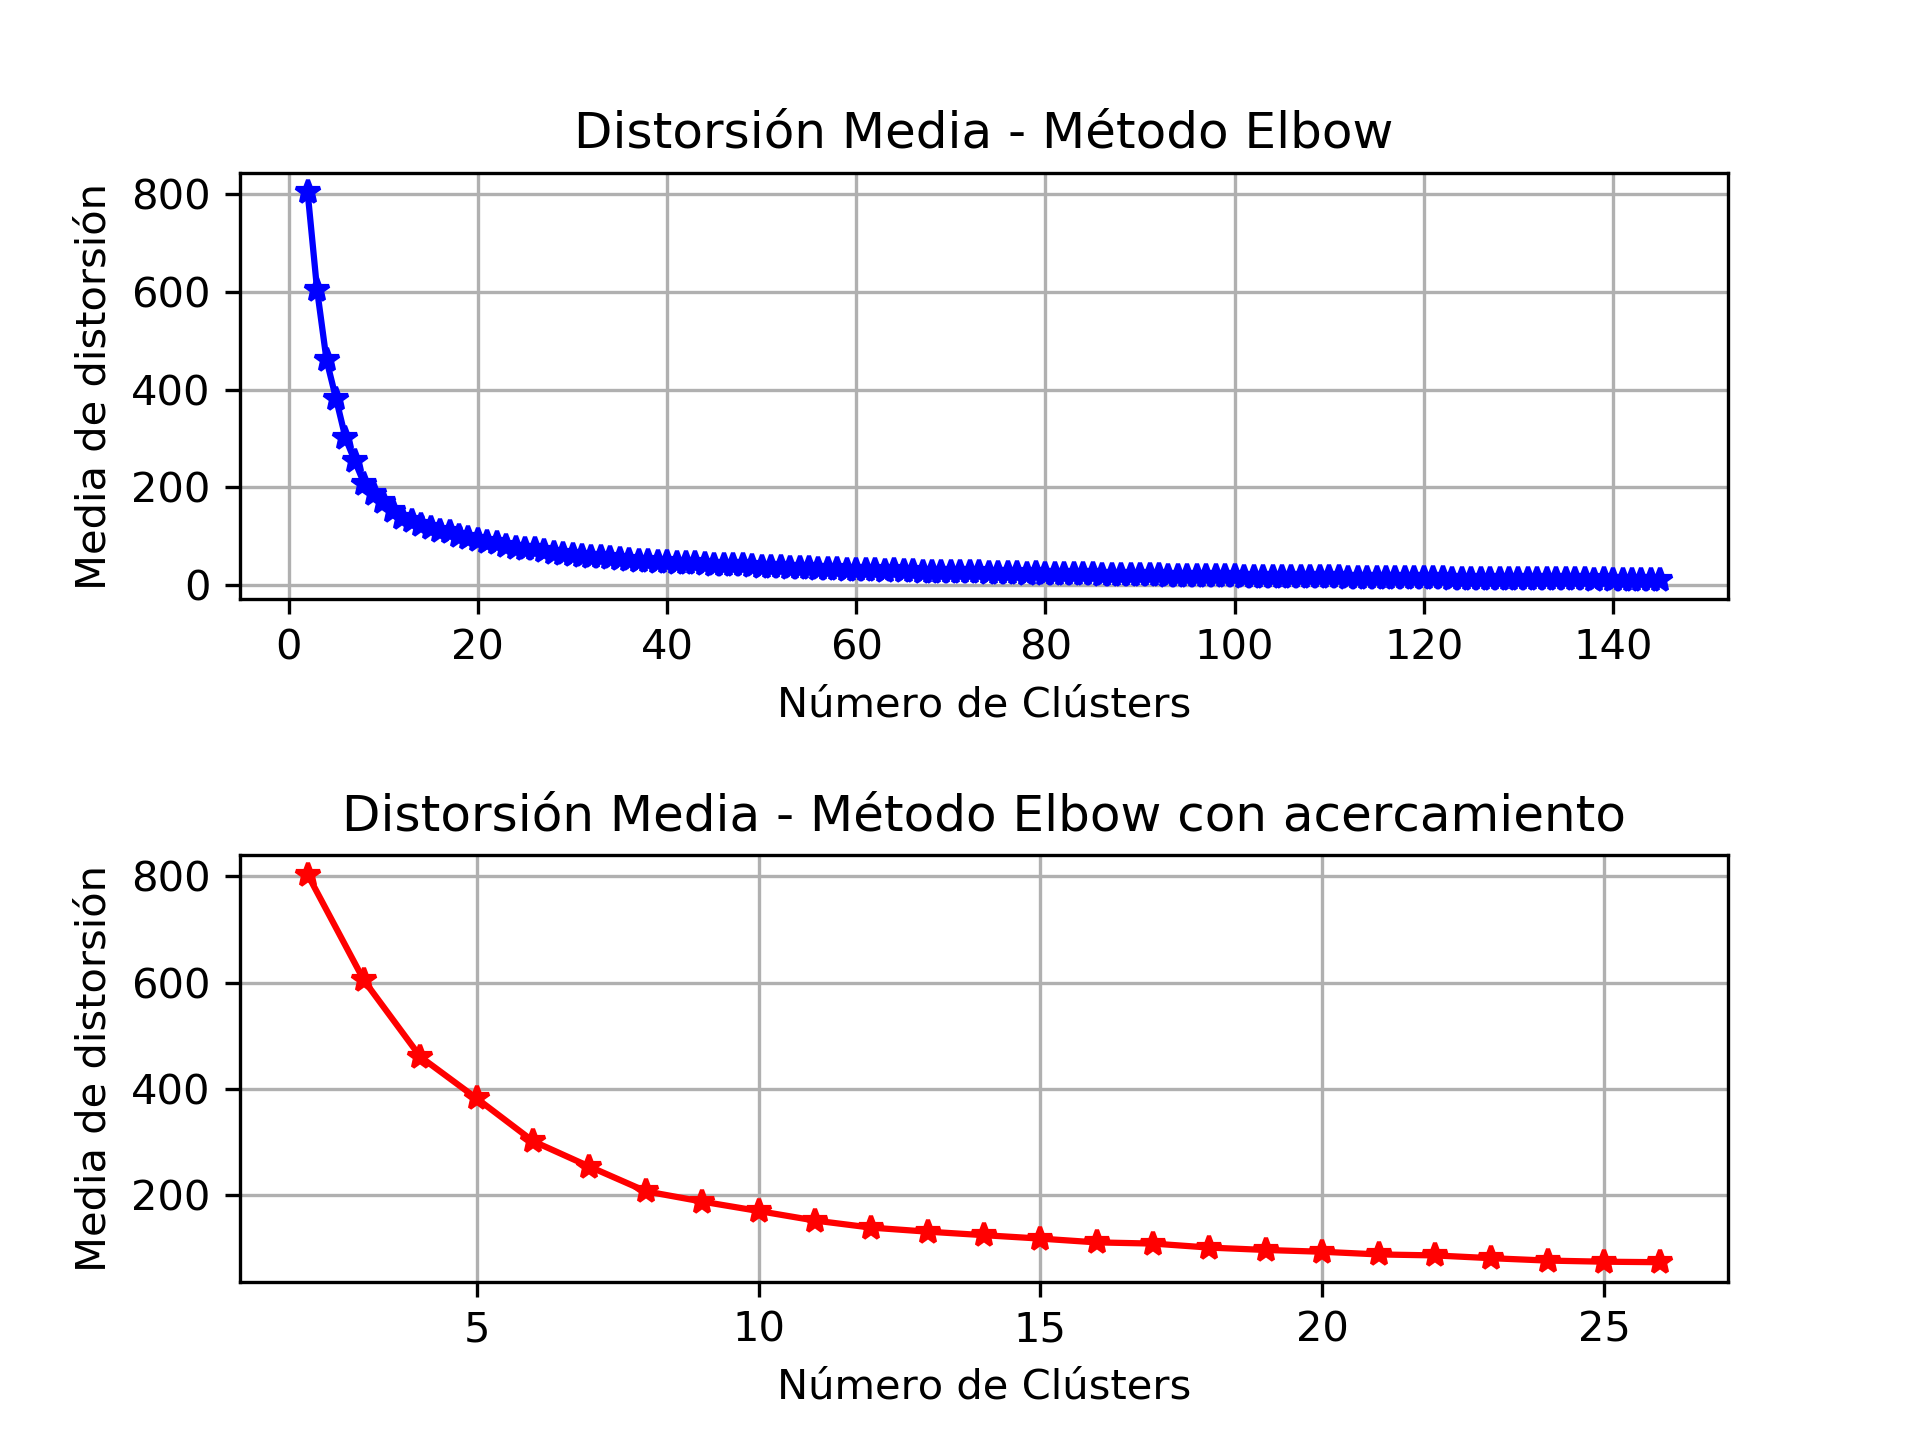 Distorsión Media - Método Elbow
Media de distorsión
800
600
400
200
0
0 20 40 60 80 100 120 140
Número de Clústers
Distorsión Media - Método Elbow con acercamiento
Media de distorsión
800
600
400
200
5 10 15 20 25
Número de Clústers